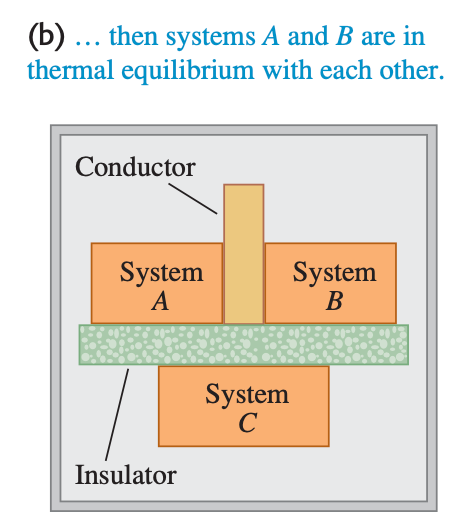 (b) ... then systems A and B are in
thermal equilibrium with each other.
Conductor
System
A
System
B
System
C
Insulator